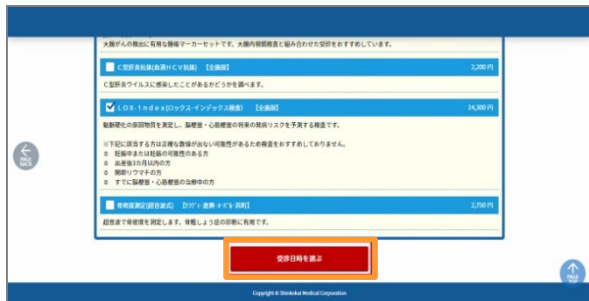 大腸がんの検出に有用な腫瘍マーカーセットです。大腸内視鏡検査と組み合わせた受診をおすすめしています。
C型肝炎抗体(血清HCV抗体) 【全施設】 2,200円
C型肝炎ウイルスに感染したことがあるかどうかを調べます。
LOX-index(ロックス・インデックス検査) 【全施設】 14,300円
動脈硬化の原因物質を測定し、脳梗塞・心筋梗塞の将来の発病リスクを予測する検査です。
※下記に該当する方は正確な数値が出ない可能性があるため検査をおすすめしておりません。
妊娠中または妊娠の可能性のある方
出産後3カ月以内の方
関節リウマチの方
すでに脳梗塞・心筋梗塞の治療中の方
骨密度測定(超音波式) 2,750円
超音波で骨密度を測定します。骨粗しょう症の診断に有用です。
PAGE
BACK
受診日時を選ぶ
PAGE
TOP
Copyright © Shinkukai Medical Corporation